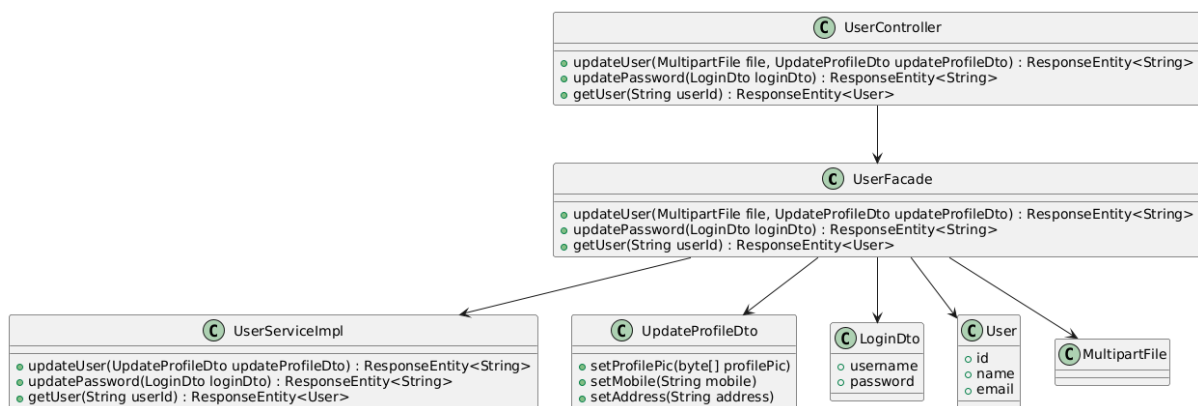 C UserController
updateUser(MultipartFile file, UpdateProfileDto updateProfileDto) : ResponseEntity<String>
updatePassword(LoginDto loginDto) : ResponseEntity<String>
getUser(String userId) : ResponseEntity<User>
C UserFacade
updateUser(MultipartFile file, UpdateProfileDto updateProfileDto) : ResponseEntity<String>
updatePassword(LoginDto loginDto) : ResponseEntity<String>
getUser(String userId) : ResponseEntity<User>
C UserServiceImpl
updateUser(UpdateProfileDto updateProfileDto) : ResponseEntity<String>
updatePassword(LoginDto loginDto) : ResponseEntity<String>
getUser(String userId) : ResponseEntity<User>
C UpdateProfileDto
setProfilePic(byte[] profilePic)
setMobile(String mobile)
setAddress(String address)
C LoginDto
username
password
C User
id
name
email
C MultipartFile